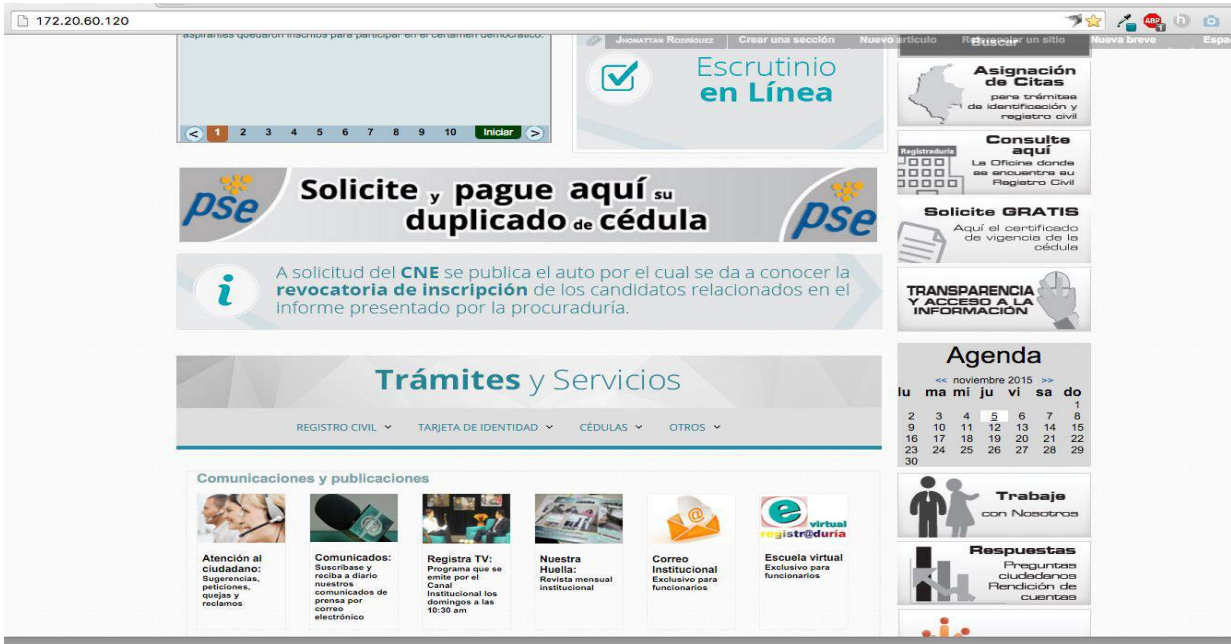 172.20.60.120
ABP
h
aspirantes quedaron inscritos para participar en el certamen democrático.
< 1 2 3 4 5 6 7 8 9 10 Iniciar >
JHONATTAN RODRÍGUEZ Crear una sección Nuevo artículo Referenciar un sitio Nueva breve Espa
Escrutinio
en Línea
pse
Solicite y pague aquí su
duplicado de cédula
pse
i
A solicitud del CNE se publica el auto por el cual se da a conocer la
revocatoria de inscripción de los candidatos relacionados en el
informe presentado por la procuraduría.
Trámites y Servicios
REGISTRO CIVIL TARJETA DE IDENTIDAD CÉDULAS OTROS
Comunicaciones y publicaciones
Atención al
ciudadano:
Sugerencias,
peticiones,
quejas y
reclamos
Comunicados:
Suscríbase y
reciba a diario
nuestros
comunicados de
prensa por
correo
electrónico
Registra TV:
Programa que se
emite por el
Canal
Institucional los
domingos a las
10:30 am
Nuestra
Huella:
Revista mensual
institucional
@
Correo
Institucional
Exclusivo para
funcionarios
e
virtual
registr@duría
Escuela virtual
Exclusivo para
funcionarios
Buscar
Asignación
de Citas
para trámites
de identificación y
registro civil
Registraduría
Consulte
aquí
La Oficina donde
se encuentra su
Registro Civil
Solicite GRATIS
Aquí el certificado
de vigencia de la
cédula
TRANSPARENCIA
Y ACCESO A LA
INFORMACIÓN
Agenda
<< noviembre 2015 >>
lu ma mi ju vi sa do
1
2 3 4 5 6 7 8
9 10 11 12 13 14 15
16 17 18 19 20 21 22
23 24 25 26 27 28 29
30
Trabaje
con Nosotros
Respuestas
Preguntas
ciudadanos
Rendición de
cuentas